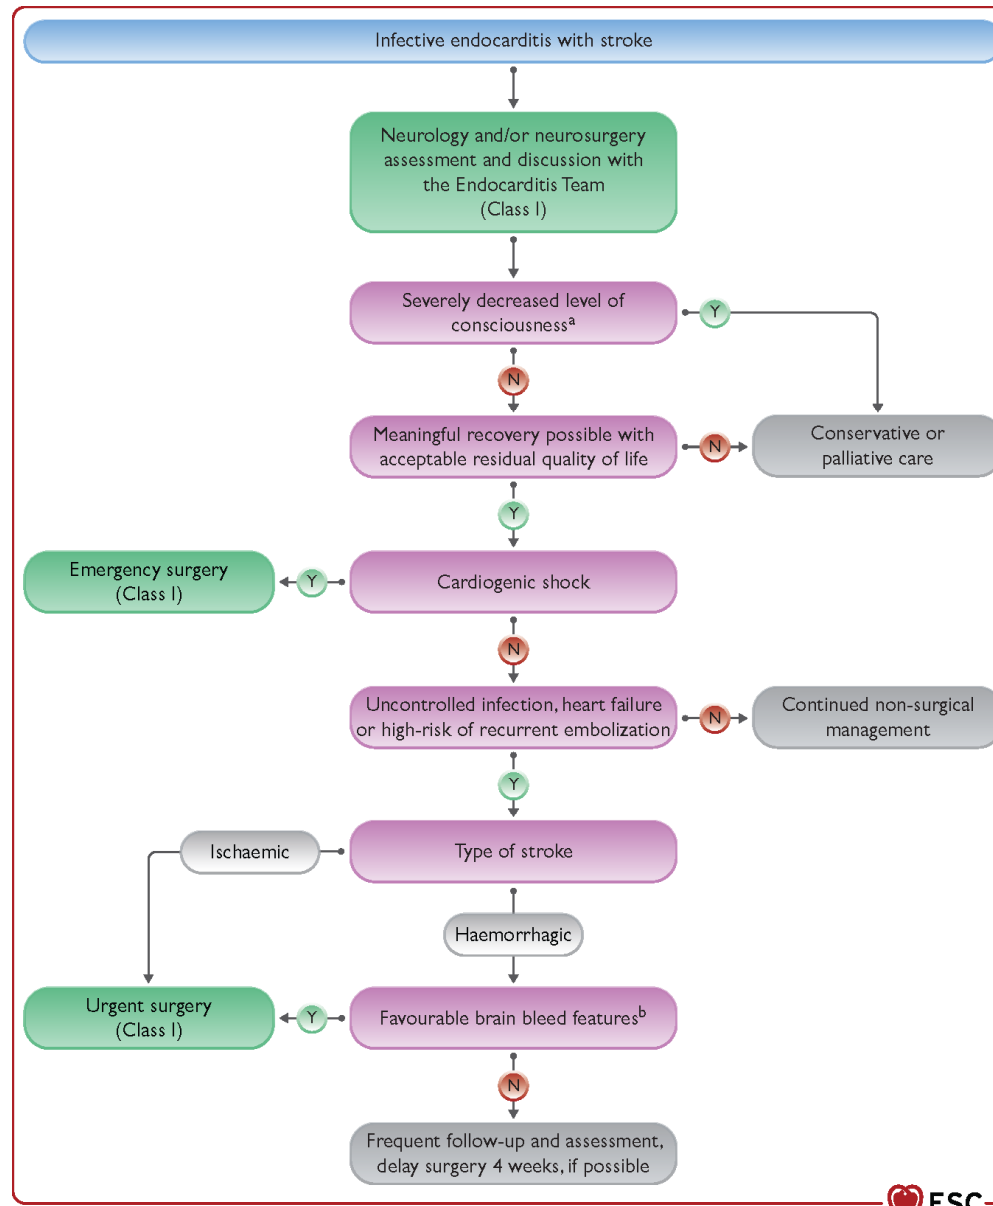 Infective endocarditis with stroke
Neurology and/or neurosurgery
assessment and discussion with
the Endocarditis Team
(Class I)
Severely decreased level of
consciousnessᵃ
Y
N
Meaningful recovery possible with
acceptable residual quality of life
N
Conservative or
palliative care
Y
Emergency surgery
(Class I)
Y
Cardiogenic shock
N
Uncontrolled infection, heart failure
or high-risk of recurrent embolization
N
Continued non-surgical
management
Y
Ischaemic
Type of stroke
Haemorrhagic
Urgent surgery
(Class I)
Y
Favourable brain bleed featuresᵇ
N
Frequent follow-up and assessment,
delay surgery 4 weeks, if possible
ESC